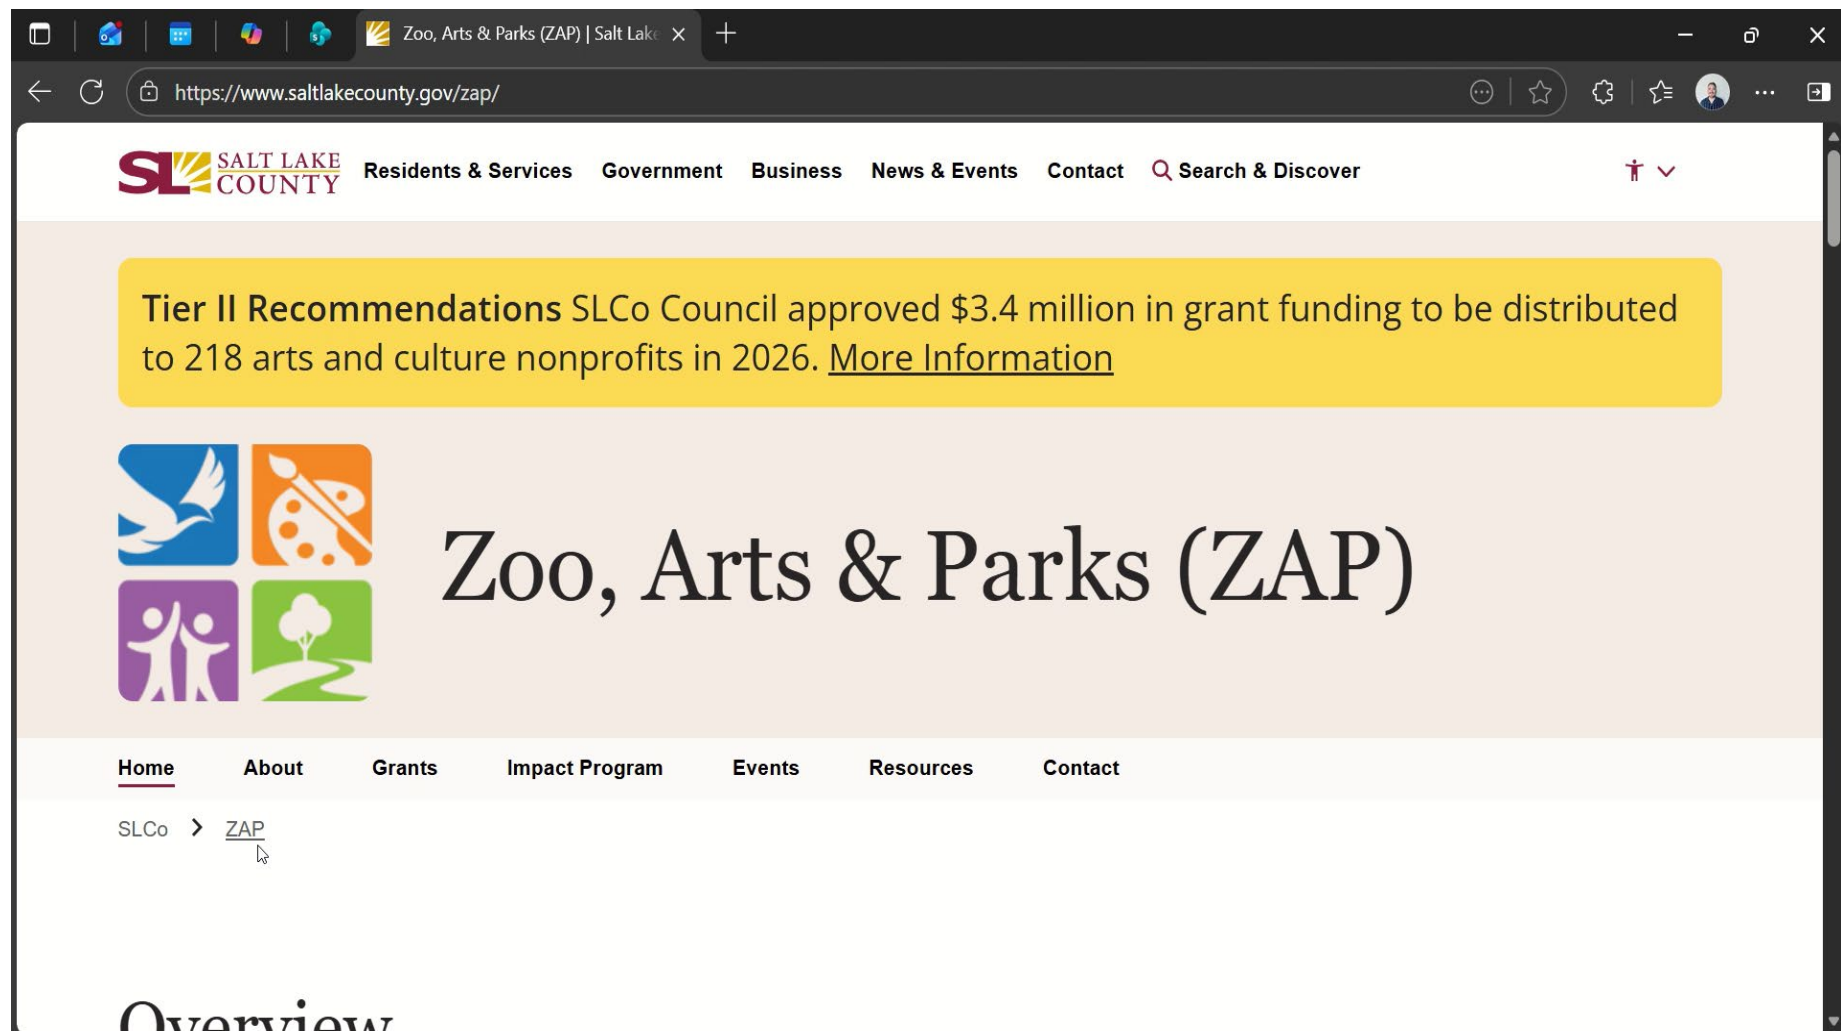 Zoo, Arts & Parks (ZAP) | Salt Lake
https://www.saltlakecounty.gov/zap/
SALT LAKE
COUNTY
Residents & Services Government Business News & Events Contact Search & Discover
Tier II Recommendations SLCo Council approved $3.4 million in grant funding to be distributed
to 218 arts and culture nonprofits in 2026. More Information
Zoo, Arts & Parks (ZAP)
Home About Grants Impact Program Events Resources Contact
SLCo > ZAP
Overview